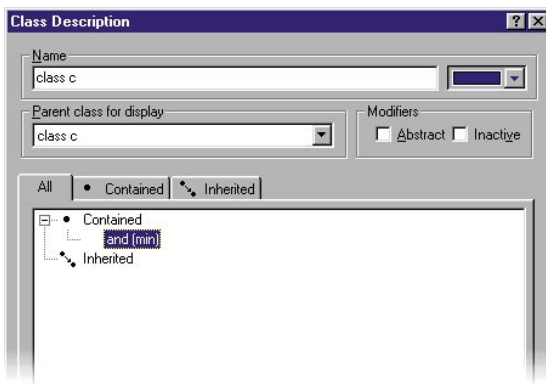 Class Description
Name
class c
Parent class for display
class c
Modifiers
Abstract Inactive
All • Contained Inherited
Contained
and (min)
Inherited